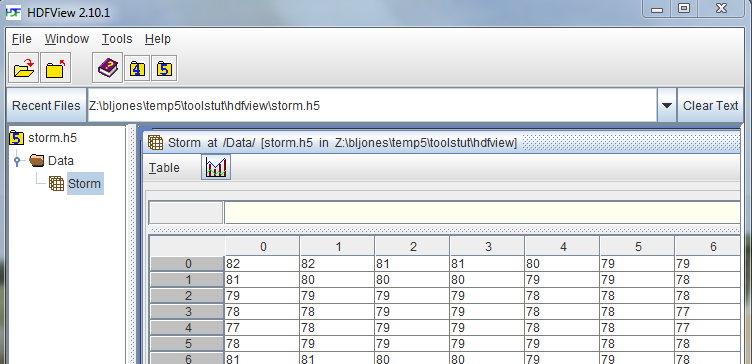 HDF HDFView 2.10.1
File Window Tools Help
4 5
Recent Files Z:\bljones\temp5\toolstut\hdfview\storm.h5 Clear Text
5 storm.h5
Data
Storm
Storm at /Data/ [storm.h5 in Z:\bljones\temp5\toolstut\hdfview]
Table
0 1 2 3 4 5 6
0 82 82 81 81 80 79 79
1 81 80 80 80 79 79 78
2 79 79 79 79 78 78 78
3 78 78 79 79 78 78 77
4 77 78 79 79 78 78 77
5 78 79 79 79 79 78 78
6 81 81 80 80 79 78 78